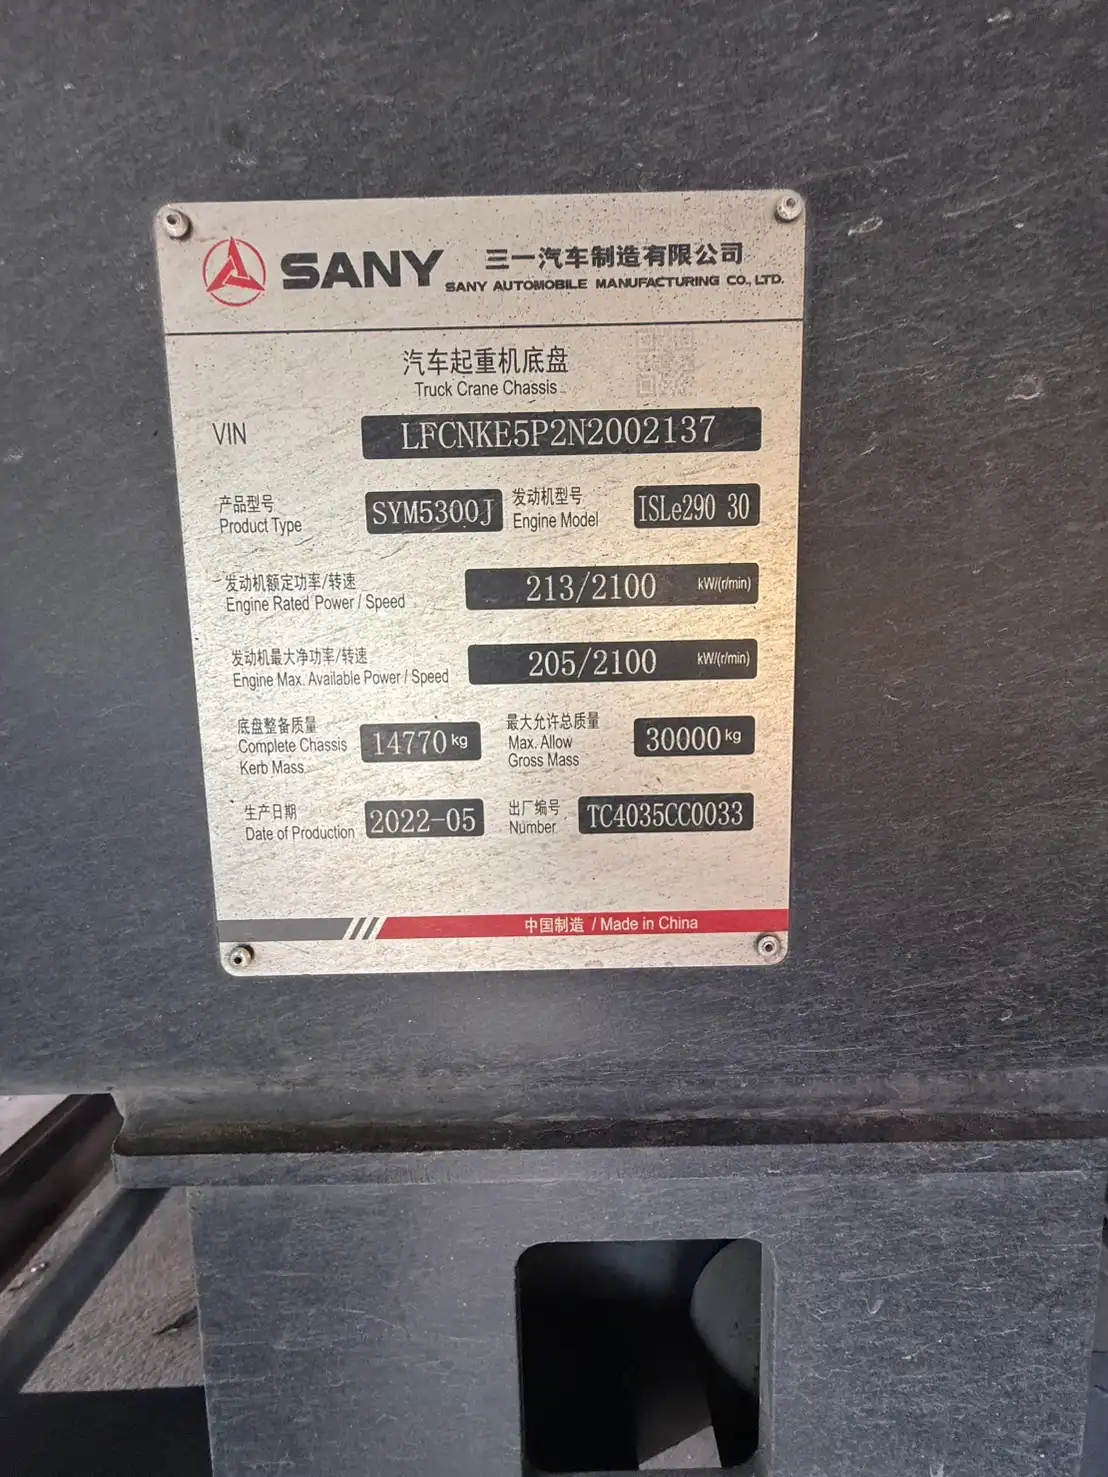 SANY 三一汽车制造有限公司
SANY AUTOMOBILE MANUFACTURING CO., LTD.
汽车起重机底盘
Truck Crane Chassis
VIN LFCNKE5P2N2002137
产品型号 SYM5300J 发动机型号 ISLe290 30
Product Type Engine Model
发动机额定功率/转速 213/2100 kW/(r/min)
Engine Rated Power / Speed
发动机最大净功率/转速 205/2100 kW/(r/min)
Engine Max. Available Power / Speed
底盘整备质量 14770 kg 最大允许总质量 30000 kg
Complete Chassis Max. Allow
Kerb Mass Gross Mass
生产日期 2022-05 出厂编号 TC4035CC0033
Date of Production Number
中国制造 / Made in China